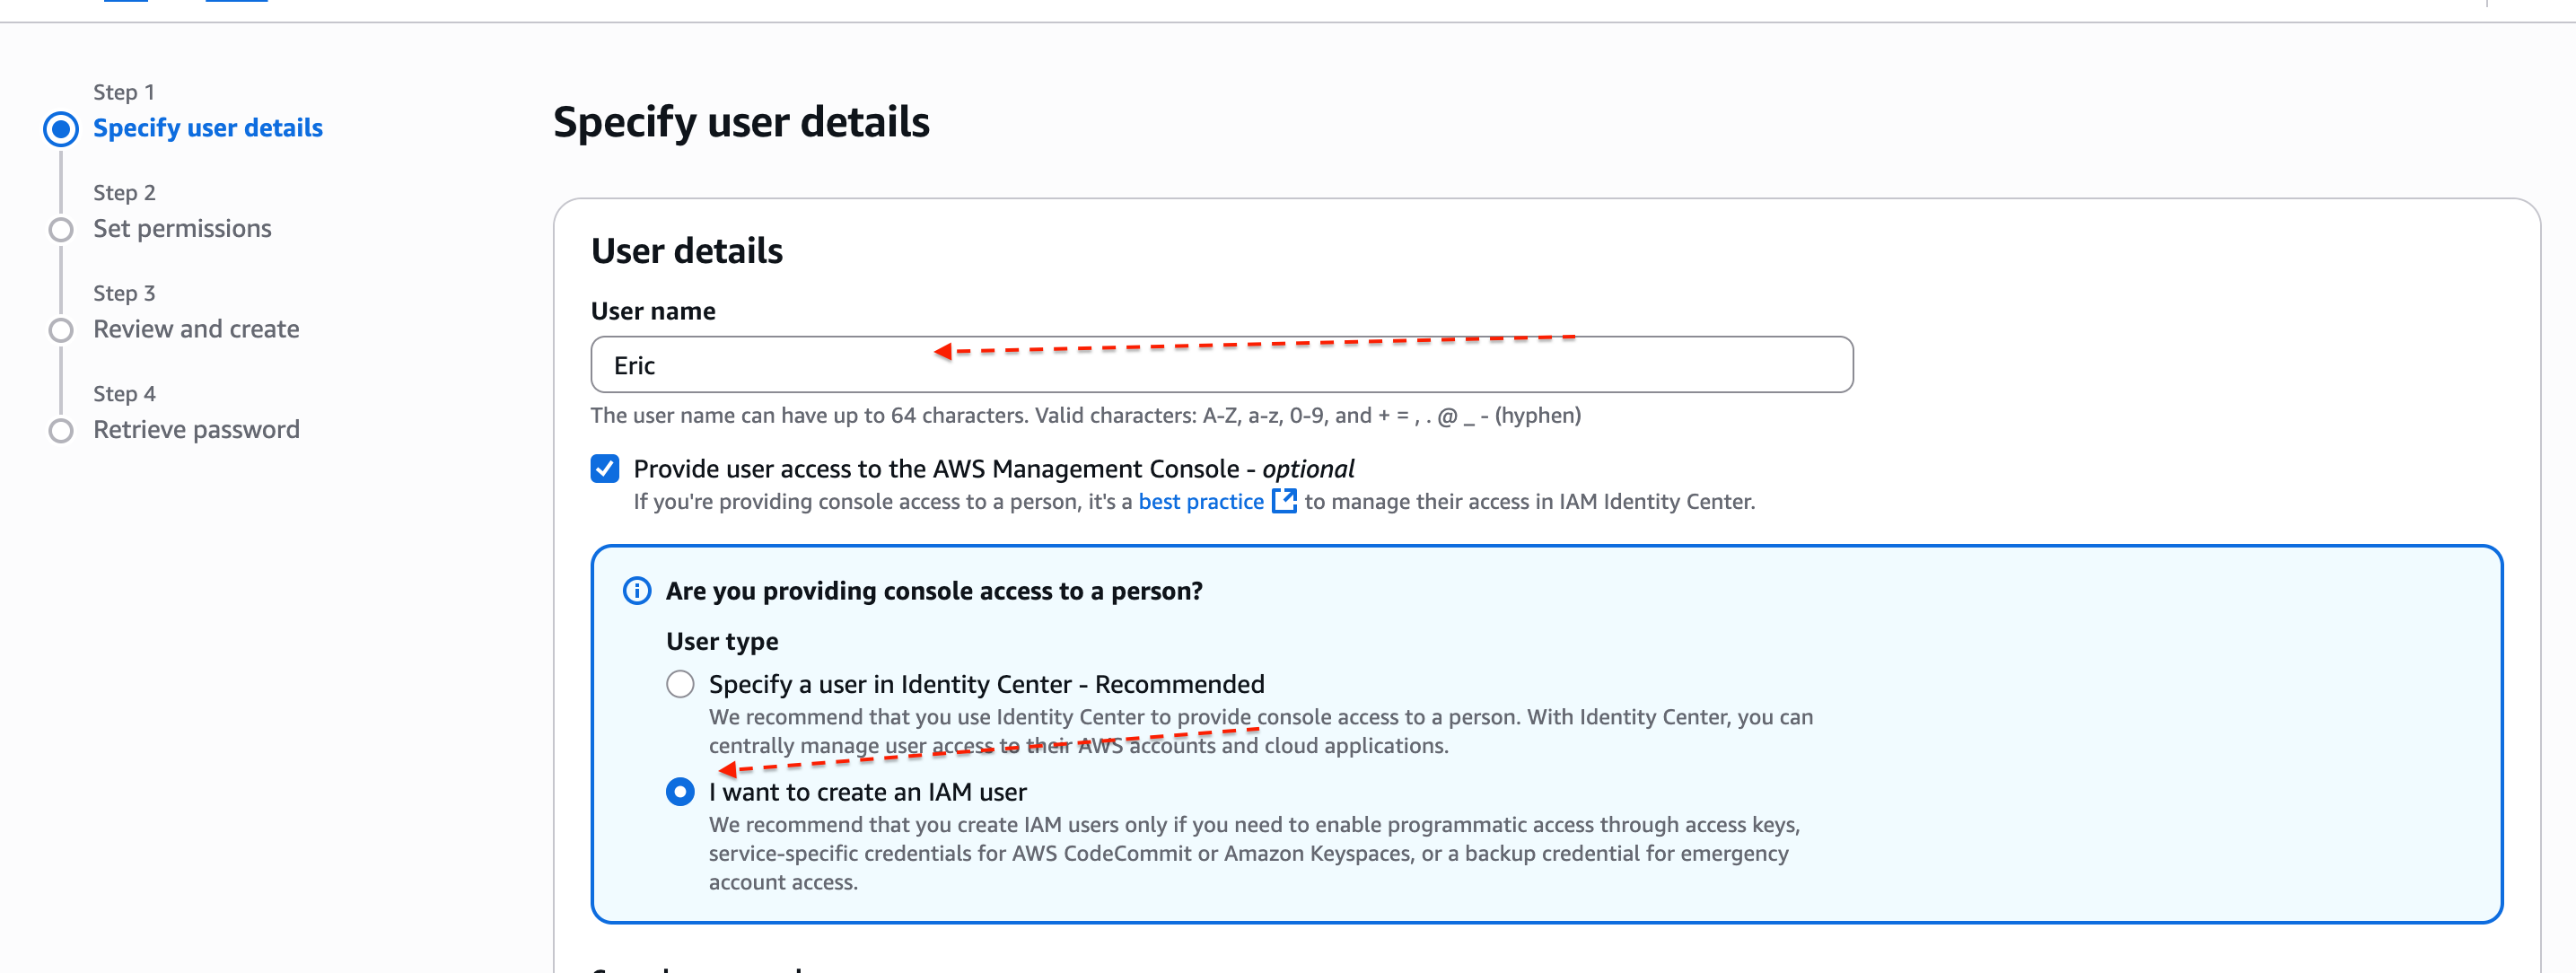 Step 1
Specify user details
Step 2
Set permissions
Step 3
Review and create
Step 4
Retrieve password
Specify user details
User details
User name
Eric
The user name can have up to 64 characters. Valid characters: A-Z, a-z, 0-9, and + = , . @ _ - (hyphen)
Provide user access to the AWS Management Console - optional
If you're providing console access to a person, it's a best practice to manage their access in IAM Identity Center.
Are you providing console access to a person?
User type
Specify a user in Identity Center - Recommended
We recommend that you use Identity Center to provide console access to a person. With Identity Center, you can
centrally manage user access to their AWS accounts and cloud applications.
I want to create an IAM user
We recommend that you create IAM users only if you need to enable programmatic access through access keys,
service-specific credentials for AWS CodeCommit or Amazon Keyspaces, or a backup credential for emergency
account access.